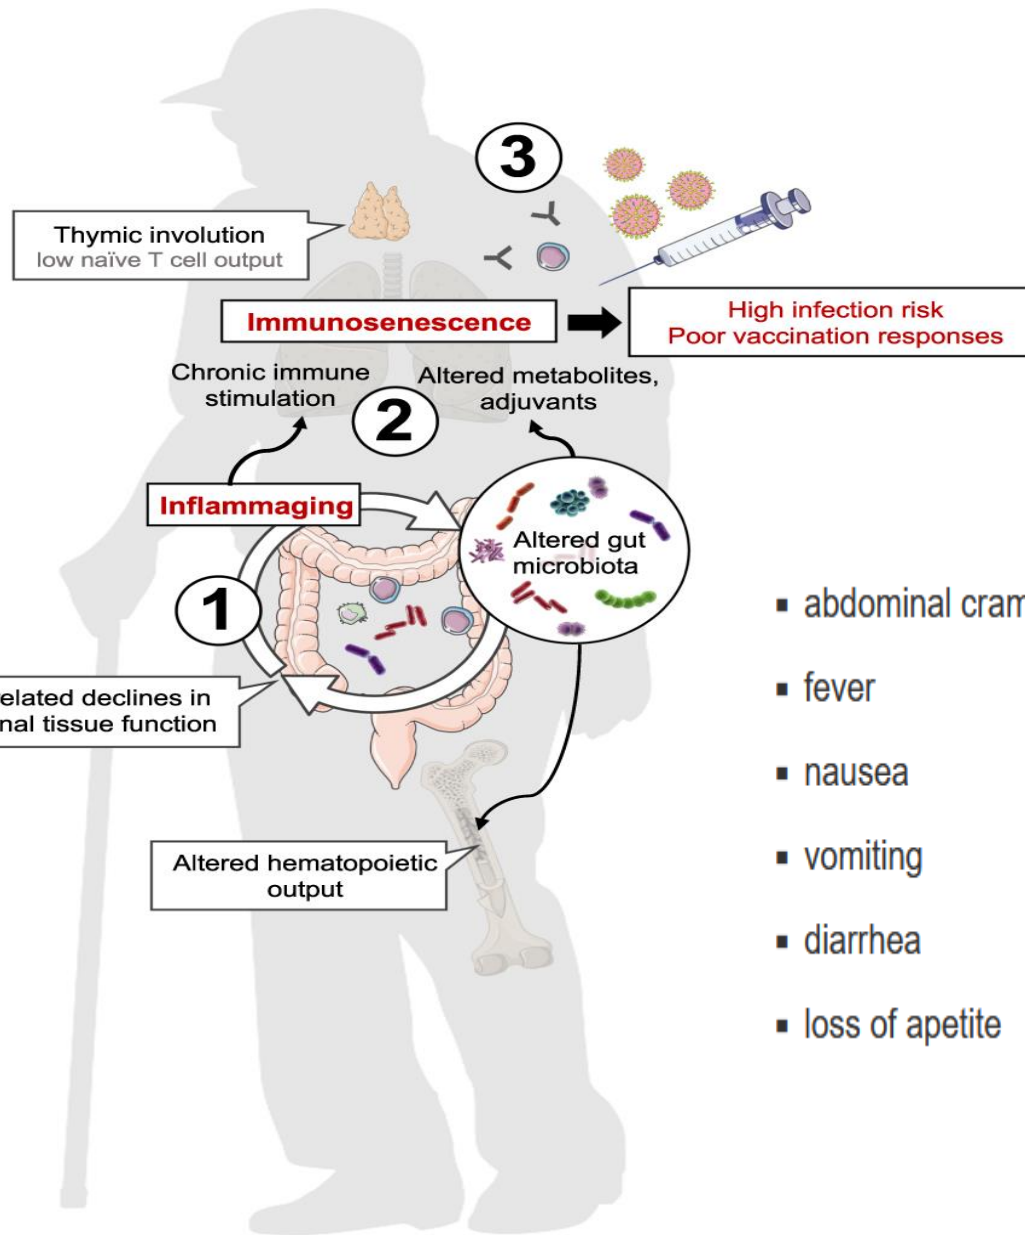 3
Thymic involution
low naïve T cell output
Immunosenescence
High infection risk
Poor vaccination responses
Chronic immune
stimulation
2
Altered metabolites,
adjuvants
Inflammaging
Altered gut
microbiota
1
elated declines in
nal tissue function
Altered hematopoietic
output
▪ abdominal cram
▪ fever
▪ nausea
▪ vomiting
▪ diarrhea
▪ loss of apetite